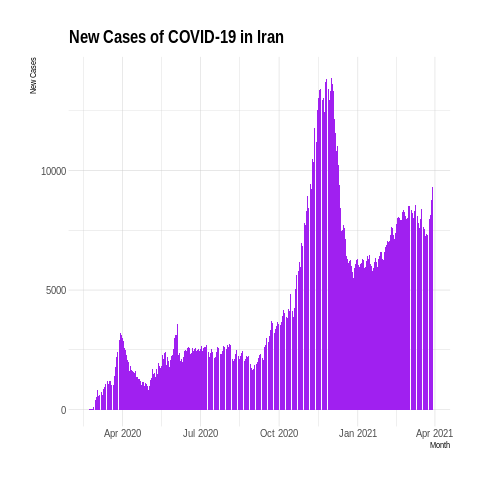 New Cases of COVID-19 in Iran
New Cases
10000
5000
0
Apr 2020 Jul 2020 Oct 2020 Jan 2021 Apr 2021
Month